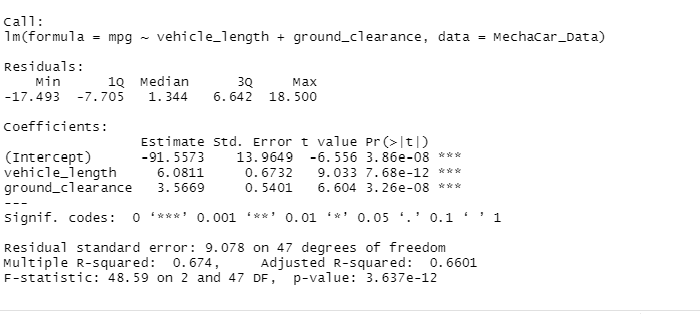 Call:
lm(formula = mpg ~ vehicle_length + ground_clearance, data = MechaCar_Data)
Residuals:
    Min      1Q  Median      3Q     Max
-17.493  -7.705   1.344   6.642  18.500
Coefficients:
                 Estimate Std. Error t value Pr(>|t|)
(Intercept)      -91.5573    13.9649  -6.556 3.86e-08 ***
vehicle_length     6.0811     0.6732   9.033 7.68e-12 ***
ground_clearance   3.5669     0.5401   6.604 3.26e-08 ***
---
Signif. codes:  0 ‘***’ 0.001 ‘**’ 0.01 ‘*’ 0.05 ‘.’ 0.1 ‘ ’ 1
Residual standard error: 9.078 on 47 degrees of freedom
Multiple R-squared:  0.674,     Adjusted R-squared:  0.6601
F-statistic: 48.59 on 2 and 47 DF,  p-value: 3.637e-12